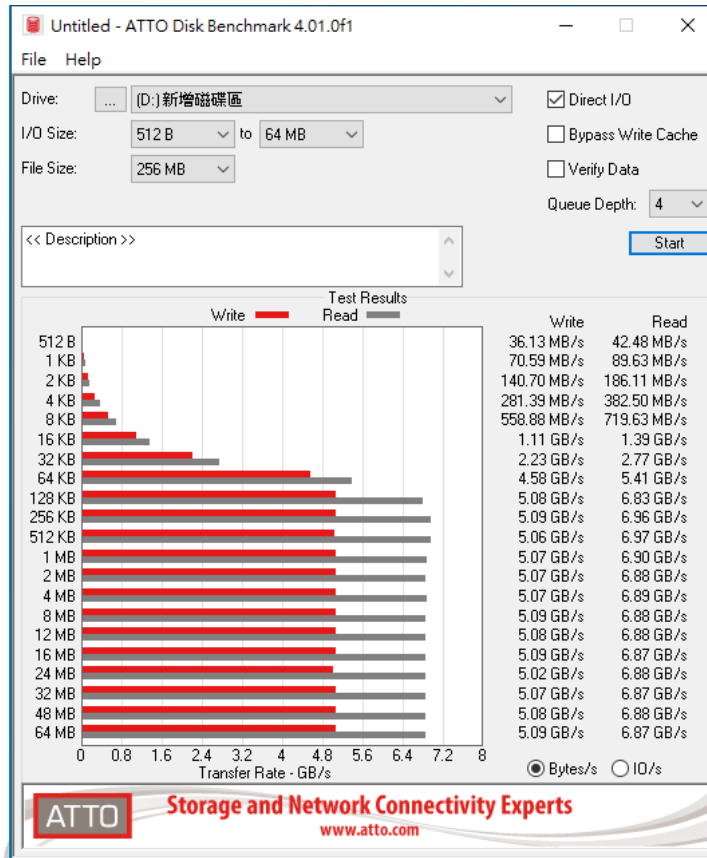 Untitled - ATTO Disk Benchmark 4.01.0f1
File Help
Drive: ... (D:)新增磁碟區 Direct I/O
I/O Size: 512 B to 64 MB Bypass Write Cache
File Size: 256 MB Verify Data
Queue Depth: 4
<< Description >> Start
Test Results
Write Read Write Read
512 B 36.13 MB/s 42.48 MB/s
1 KB 70.59 MB/s 89.63 MB/s
2 KB 140.70 MB/s 186.11 MB/s
4 KB 281.39 MB/s 382.50 MB/s
8 KB 558.88 MB/s 719.63 MB/s
16 KB 1.11 GB/s 1.39 GB/s
32 KB 2.23 GB/s 2.77 GB/s
64 KB 4.58 GB/s 5.41 GB/s
128 KB 5.08 GB/s 6.83 GB/s
256 KB 5.09 GB/s 6.96 GB/s
512 KB 5.06 GB/s 6.97 GB/s
1 MB 5.07 GB/s 6.90 GB/s
2 MB 5.07 GB/s 6.88 GB/s
4 MB 5.07 GB/s 6.89 GB/s
8 MB 5.09 GB/s 6.88 GB/s
12 MB 5.08 GB/s 6.88 GB/s
16 MB 5.09 GB/s 6.87 GB/s
24 MB 5.02 GB/s 6.88 GB/s
32 MB 5.07 GB/s 6.87 GB/s
48 MB 5.08 GB/s 6.88 GB/s
64 MB 5.09 GB/s 6.87 GB/s
0 0.8 1.6 2.4 3.2 4 4.8 5.6 6.4 7.2 8
Transfer Rate - GB/s Bytes/s IO/s
ATTO Storage and Network Connectivity Experts
www.atto.com